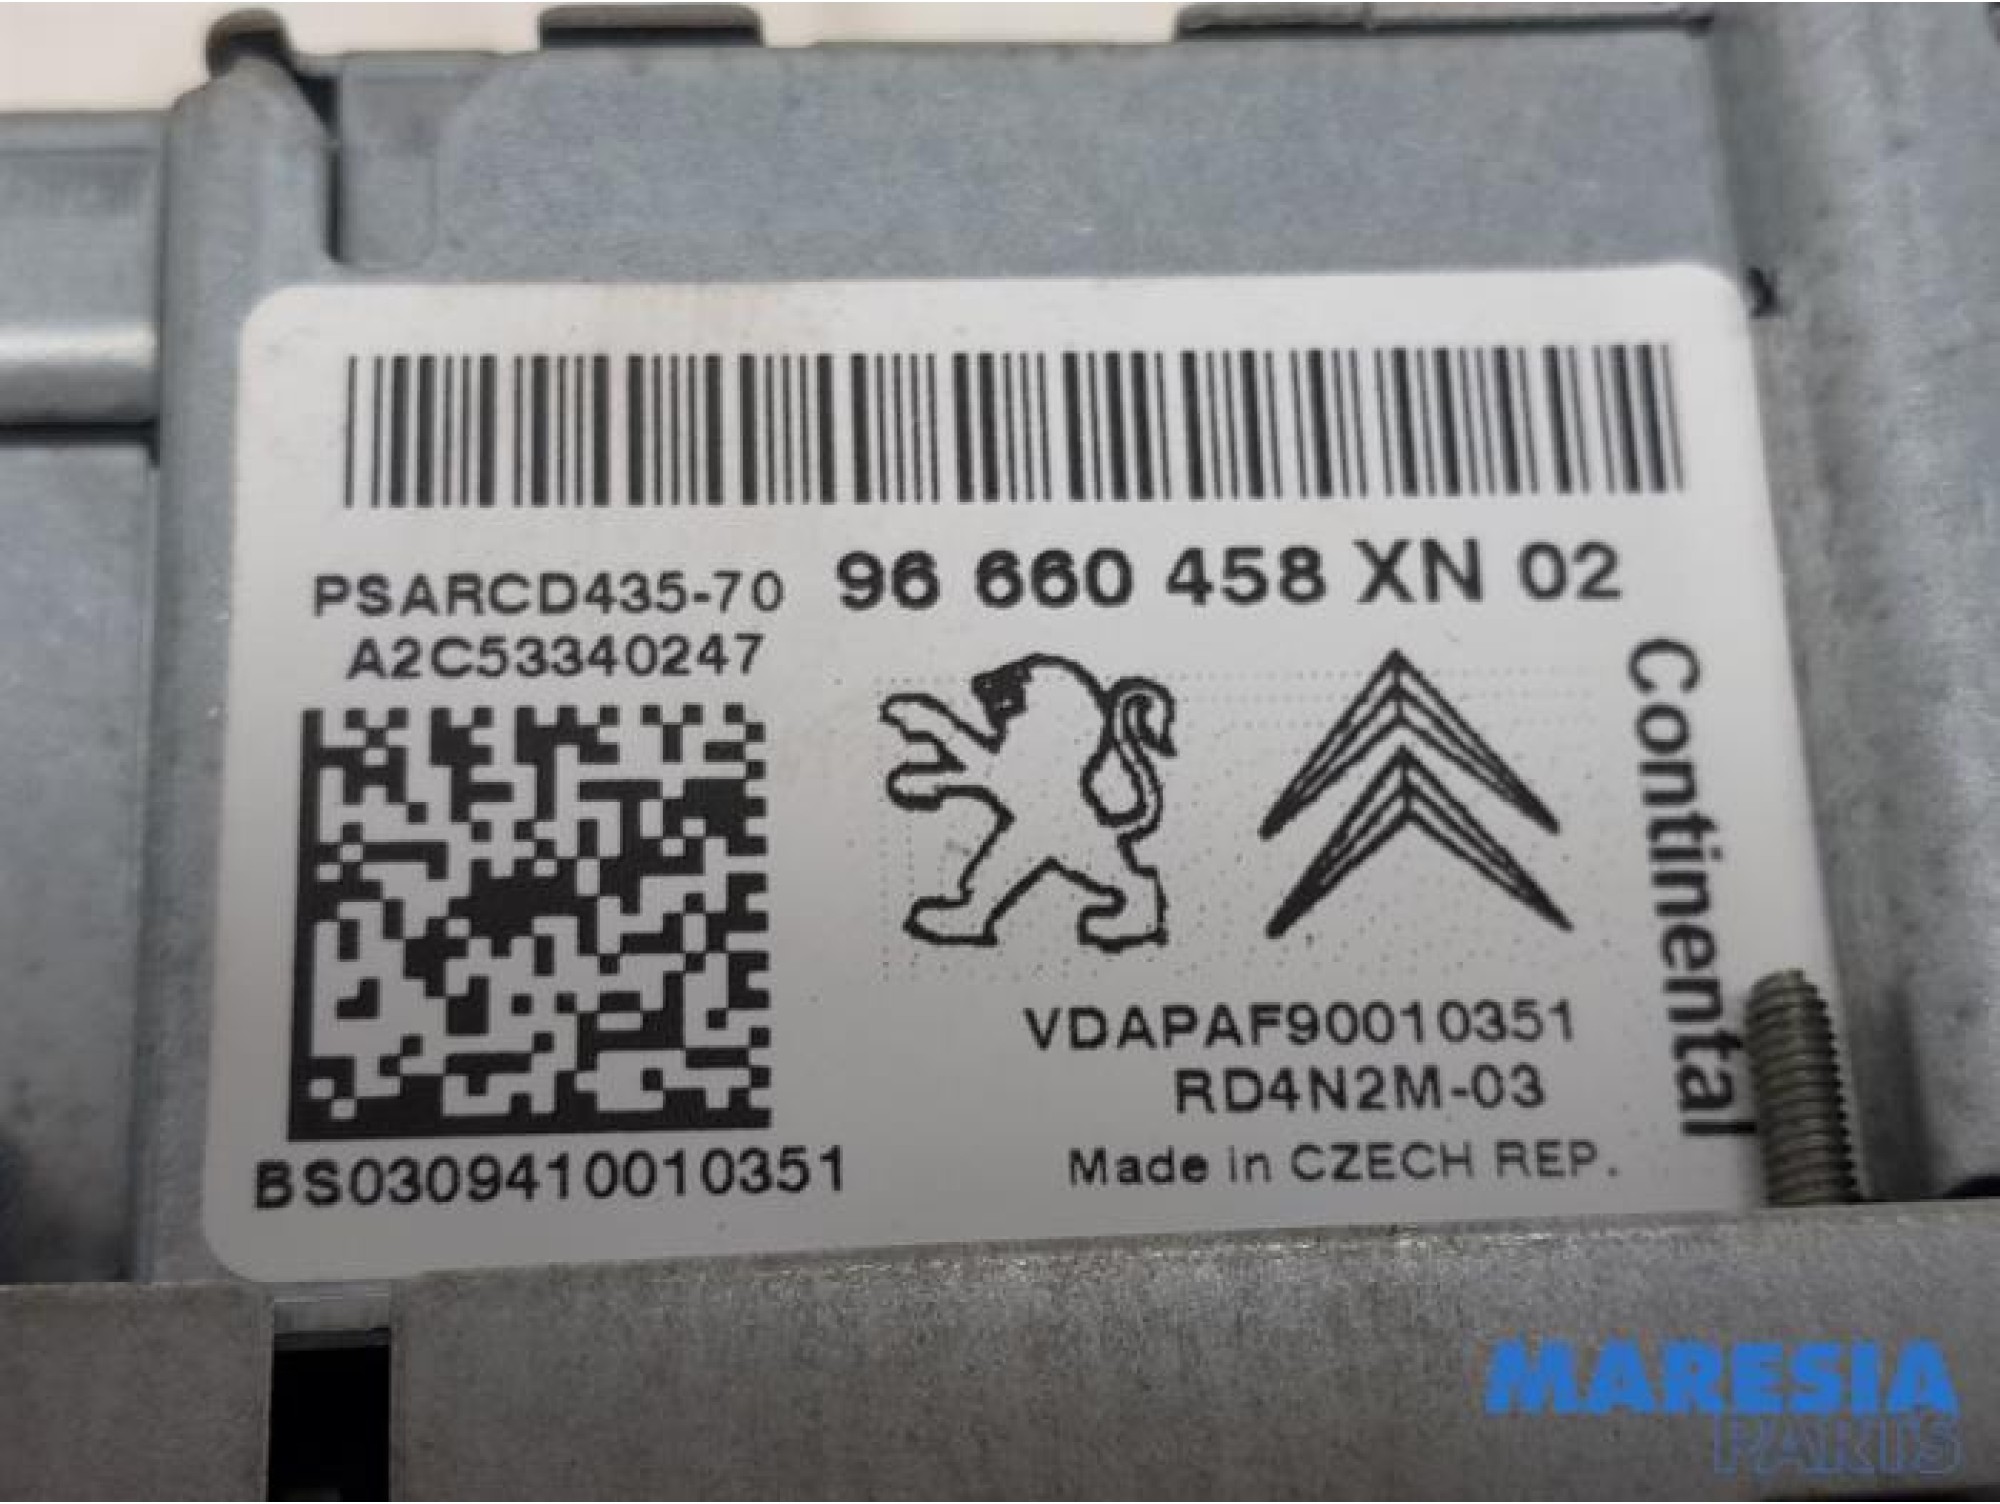 PSARCD435-70 96 660 458 XN 02
A2C53340247
Continental
VDAPAF90010351
RD4N2M-03
BS0309410010351
Made in CZECH REP.
MARESIA
PARTS